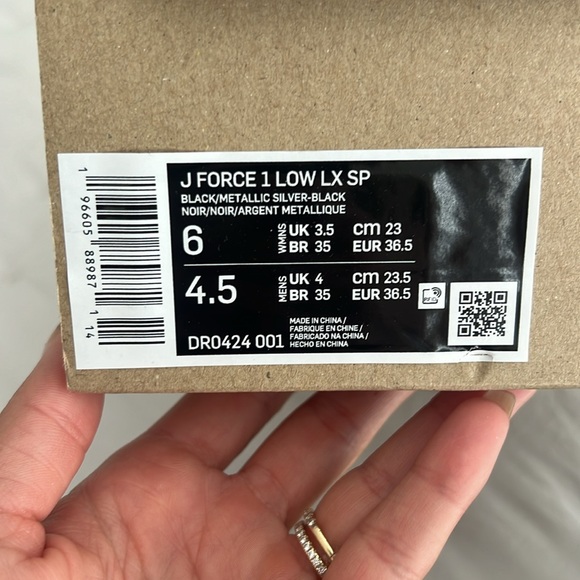 J FORCE 1 LOW LX SP
BLACK/METALLIC SILVER-BLACK
NOIR/NOIR/ARGENT METALLIQUE
6 WMNS UK 3.5 cm 23
BR 35 EUR 36.5
4.5 MENS UK 4 cm 23.5
BR 35 EUR 36.5
MADE IN CHINA /
FABRIQUE EN CHINE /
FABRICADO NA CHINA /
DR0424 001 HECHO EN CHINA
1 96605 88987 14